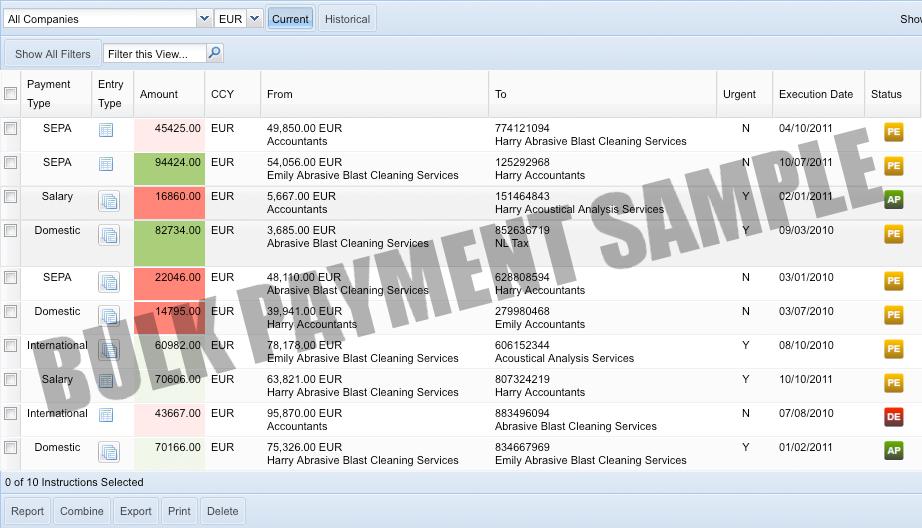 All Companies EUR Current Historical Show
Show All Filters Filter this View...
Payment Type Entry Type Amount CCY From To Urgent Execution Date Status
SEPA 45425.00 EUR 49,850.00 EUR 774121094 N 04/10/2011 PE
Accountants Harry Abrasive Blast Cleaning Services
SEPA 94424.00 EUR 54,056.00 EUR 125292968 N 10/07/2011 PE
Emily Abrasive Blast Cleaning Services Harry Accountants
Salary 16860.00 EUR 5,667.00 EUR 151464843 Y 02/01/2011 AP
Accountants Harry Acoustical Analysis Services
Domestic 82734.00 EUR 3,685.00 EUR 852636719 Y 09/03/2010 PE
Abrasive Blast Cleaning Services NL Tax
SEPA 22046.00 EUR 48,110.00 EUR 628808594 N 03/01/2010 PE
Abrasive Blast Cleaning Services Harry Accountants
Domestic 14795.00 EUR 39,941.00 EUR 279980468 N 03/07/2010 PE
Harry Accountants Emily Accountants
International 60982.00 EUR 78,178.00 EUR 606152344 Y 08/10/2010 PE
Emily Abrasive Blast Cleaning Services Acoustical Analysis Services
Salary 70606.00 EUR 63,821.00 EUR 807324219 Y 10/10/2011 PE
Harry Abrasive Blast Cleaning Services Harry Accountants
International 43667.00 EUR 95,870.00 EUR 883496094 N 07/08/2010 DE
Accountants Abrasive Blast Cleaning Services
Domestic 70166.00 EUR 75,326.00 EUR 834667969 Y 01/02/2011 AP
Harry Abrasive Blast Cleaning Services Emily Abrasive Blast Cleaning Services
BULK PAYMENT SAMPLE
0 of 10 Instructions Selected
Report Combine Export Print Delete